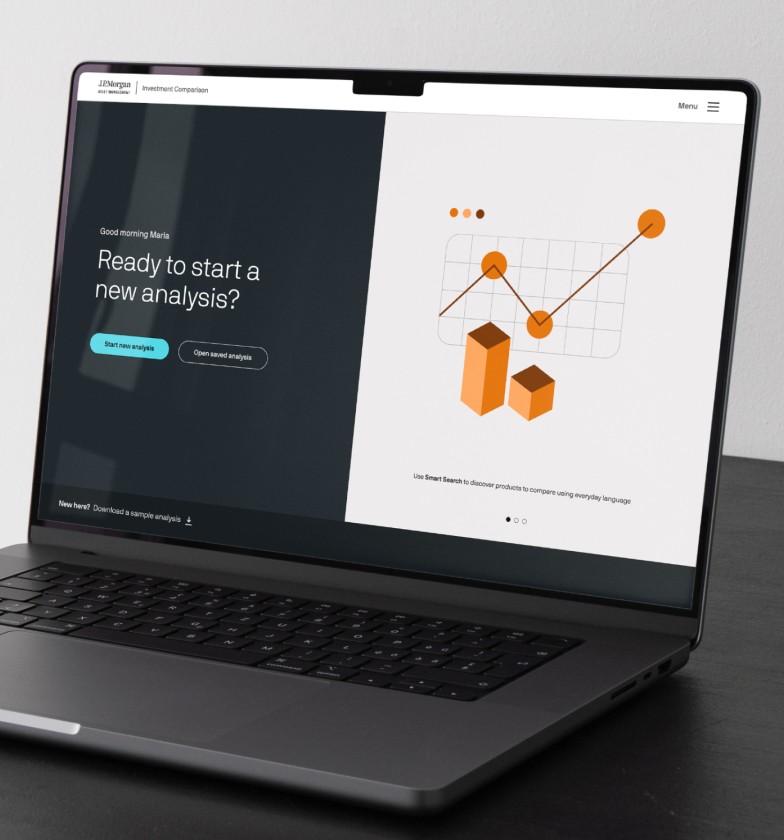 J.P.Morgan
ASSET MANAGEMENT
Investment Comparison
Menu
Good morning Maria
Ready to start a
new analysis?
Start new analysis
Open saved analysis
Use Smart Search to discover products to compare using everyday language
New here? Download a sample analysis